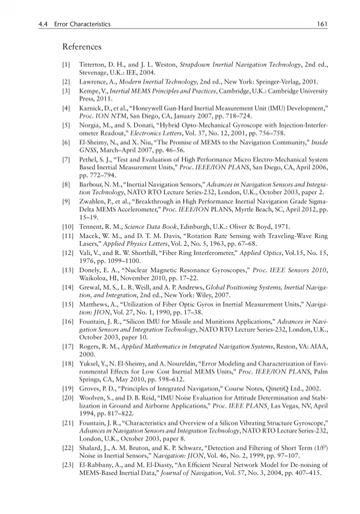 4.4 Error Characteristics 161
References
[1] Titterton, D. H., and J. L. Weston, Strapdown Inertial Navigation Technology, 2nd ed.,
Stevenage, U.K.: IEE, 2004.
[2] Lawrence, A., Modern Inertial Technology, 2nd ed., New York: Springer-Verlag, 2001.
[3] Kempe, V., Inertial MEMS Principles and Practices, Cambridge, U.K.: Cambridge University
Press, 2011.
[4] Karnick, D., et al., “Honeywell Gun-Hard Inertial Measurement Unit (IMU) Development,”
Proc. ION NTM, San Diego, CA, January 2007, pp. 718–724.
[5] Norgia, M., and S. Donati, “Hybrid Opto-Mechanical Gyroscope with Injection-Interfer-
ometer Readout,” Electronics Letters, Vol. 37, No. 12, 2001, pp. 756–758.
[6] El-Sheimy, N., and X. Niu, “The Promise of MEMS to the Navigation Community,” Inside
GNSS, March–April 2007, pp. 46–56.
[7] Pethel, S. J., “Test and Evaluation of High Performance Micro Electro-Mechanical System
Based Inertial Measurement Units,” Proc. IEEE/ION PLANS, San Diego, CA, April 2006,
pp. 772–794.
[8] Barbour, N. M., “Inertial Navigation Sensors,” Advances in Navigation Sensors and Integra-
tion Technology, NATO RTO Lecture Series-232, London, U.K., October 2003, paper 2.
[9] Zwahlen, P., et al., “Breakthrough in High Performance Inertial Navigation Grade Sigma-
Delta MEMS Accelerometer,” Proc. IEEE/ION PLANS, Myrtle Beach, SC, April 2012, pp.
15–19.
[10] Tennent, R. M., Science Data Book, Edinburgh, U.K.: Oliver & Boyd, 1971.
[11] Macek, W. M., and D. T. M. Davis, “Rotation Rate Sensing with Traveling-Wave Ring
Lasers,” Applied Physics Letters, Vol. 2, No. 5, 1963, pp. 67–68.
[12] Vali, V., and R. W. Shorthill, “Fiber Ring Interferometer,” Applied Optics, Vol.15, No. 15,
1976, pp. 1099–1100.
[13] Donely, E. A., “Nuclear Magnetic Resonance Gyroscopes,” Proc. IEEE Sensors 2010,
Waikoloa, HI, November 2010, pp. 17–22.
[14] Grewal, M. S., L. R. Weill, and A. P. Andrews, Global Positioning Systems, Inertial Naviga-
tion, and Integration, 2nd ed., New York: Wiley, 2007.
[15] Matthews, A., “Utilization of Fiber Optic Gyros in Inertial Measurement Units,” Naviga-
tion: JION, Vol. 27, No. 1, 1990, pp. 17–38.
[16] Fountain, J. R., “Silicon IMU for Missile and Munitions Applications,” Advances in Navi-
gation Sensors and Integration Technology, NATO RTO Lecture Series-232, London, U.K.,
October 2003, paper 10.
[17] Rogers, R. M., Applied Mathematics in Integrated Navigation Systems, Reston, VA: AIAA,
2000.
[18] Yuksel, Y., N. El-Sheimy, and A. Noureldin, “Error Modeling and Characterization of Envi-
ronmental Effects for Low Cost Inertial MEMS Units,” Proc. IEEE/ION PLANS, Palm
Springs, CA, May 2010, pp. 598–612.
[19] Groves, P. D., “Principles of Integrated Navigation,” Course Notes, QinetiQ Ltd., 2002.
[20] Woolven, S., and D. B. Reid, “IMU Noise Evaluation for Attitude Determination and Stabi-
lization in Ground and Airborne Applications,” Proc. IEEE PLANS, Las Vegas, NV, April
1994, pp. 817–822.
[21] Fountain, J. R., “Characteristics and Overview of a Silicon Vibrating Structure Gyroscope,”
Advances in Navigation Sensors and Integration Technology, NATO RTO Lecture Series-232,
London, U.K., October 2003, paper 8.
[22] Shalard, J., A. M. Bruton, and K. P. Schwarz, “Detection and Filtering of Short Term (1/fᵝ)
Noise in Inertial Sensors,” Navigation: JION, Vol. 46, No. 2, 1999, pp. 97–107.
[23] El-Rabbany, A., and M. El-Diasty, “An Efficient Neural Network Model for De-noising of
MEMS-Based Inertial Data,” Journal of Navigation, Vol. 57, No. 3, 2004, pp. 407–415.